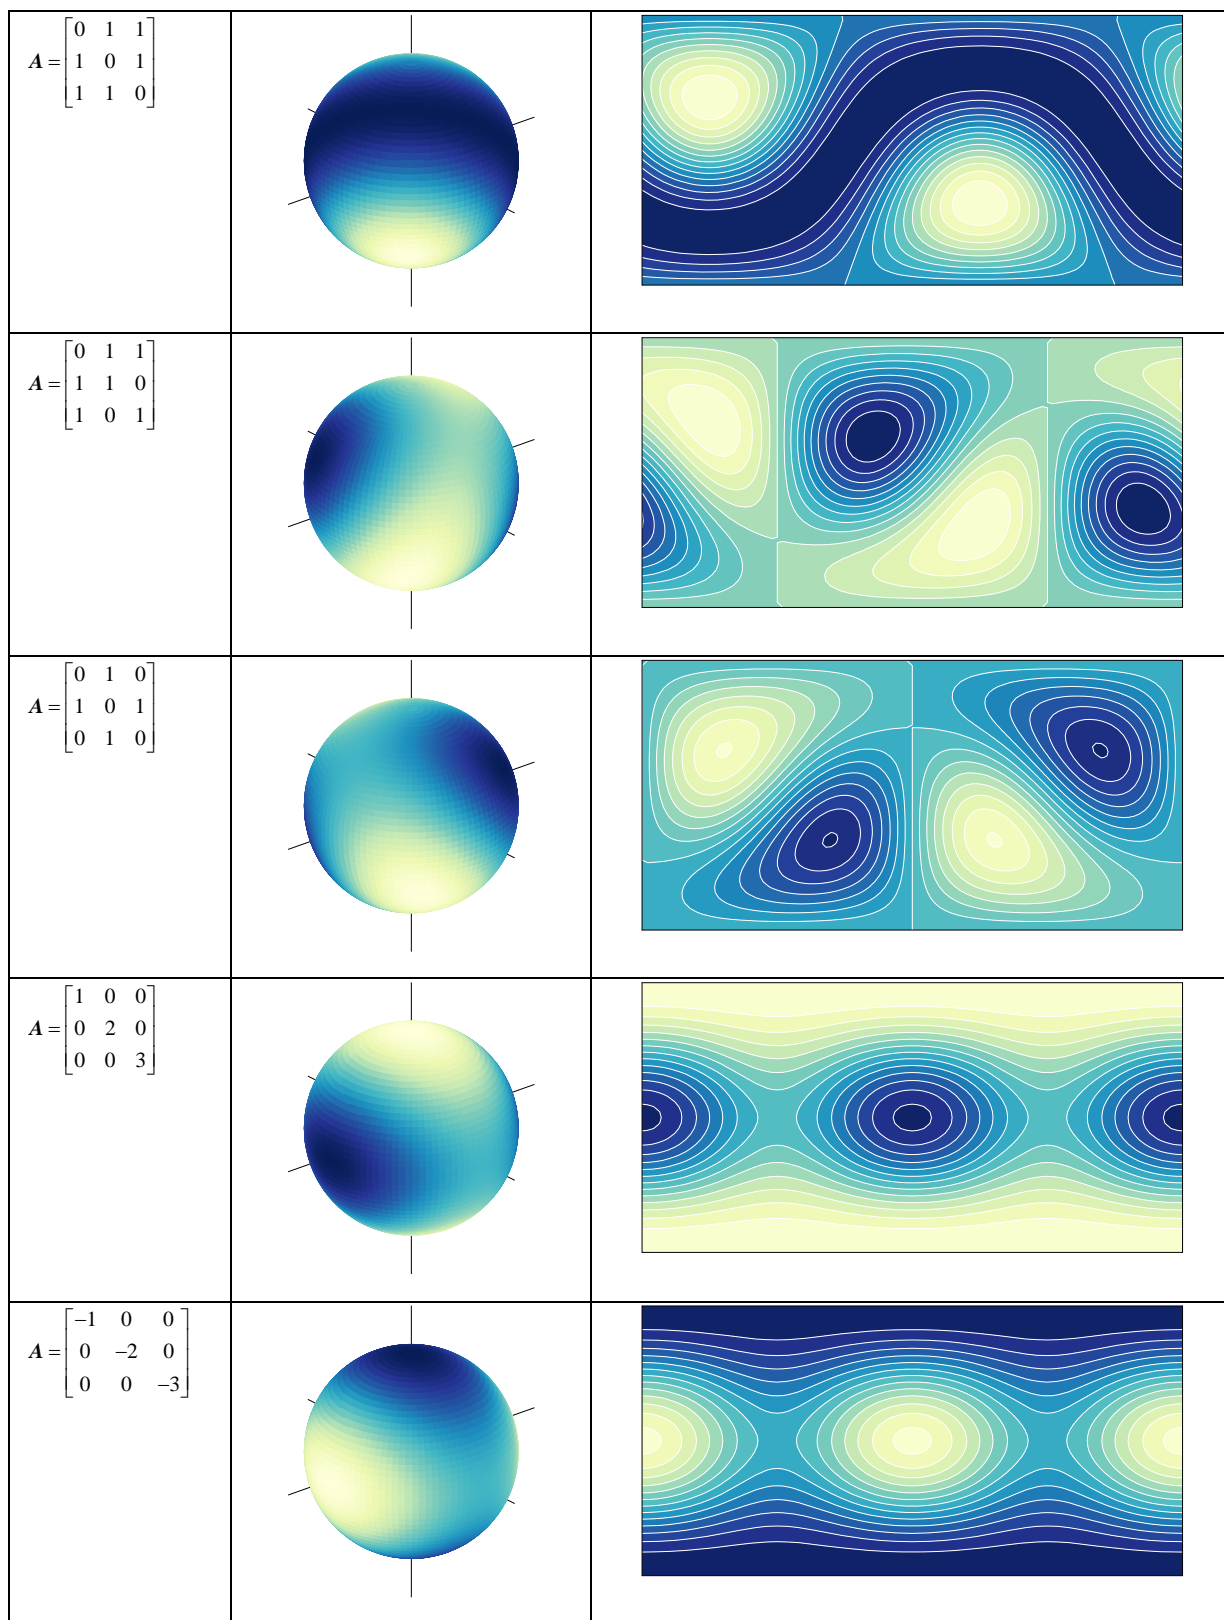 A = [0 1 1
1 0 1
1 1 0]
A = [0 1 1
1 1 0
1 0 1]
A = [0 1 0
1 0 1
0 1 0]
A = [1 0 0
0 2 0
0 0 3]
A = [−1 0 0
0 −2 0
0 0 −3]